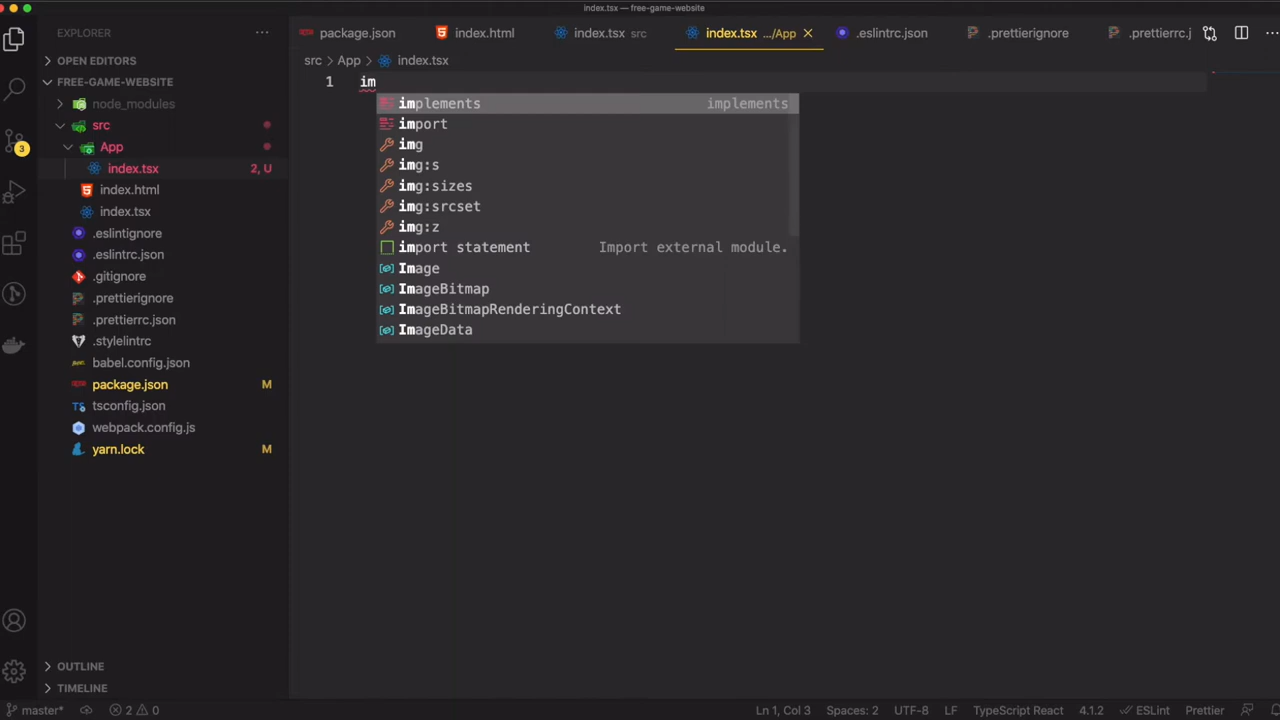 index.tsx — free-game-website
EXPLORER
package.json
index.html
index.tsx src
index.tsx .../App
.eslintrc.json
.prettierignore
.prettierrc.j
OPEN EDITORS
src > App > index.tsx
FREE-GAME-WEBSITE
1 im
node_modules
implements implements
src
import
App
img
index.tsx 2, U
img:s
index.html
img:sizes
index.tsx
img:srcset
.eslintignore
img:z
.eslintrc.json
import statement Import external module.
.gitignore
Image
.prettierignore
ImageBitmap
.prettierrc.json
ImageBitmapRenderingContext
.stylelintrc
ImageData
babel.config.json
package.json M
TS tsconfig.json
webpack.config.js
yarn.lock M
3
OUTLINE
TIMELINE
master* 2 0 Ln 1, Col 3 Spaces: 2 UTF-8 LF TypeScript React 4.1.2 ESLint Prettier